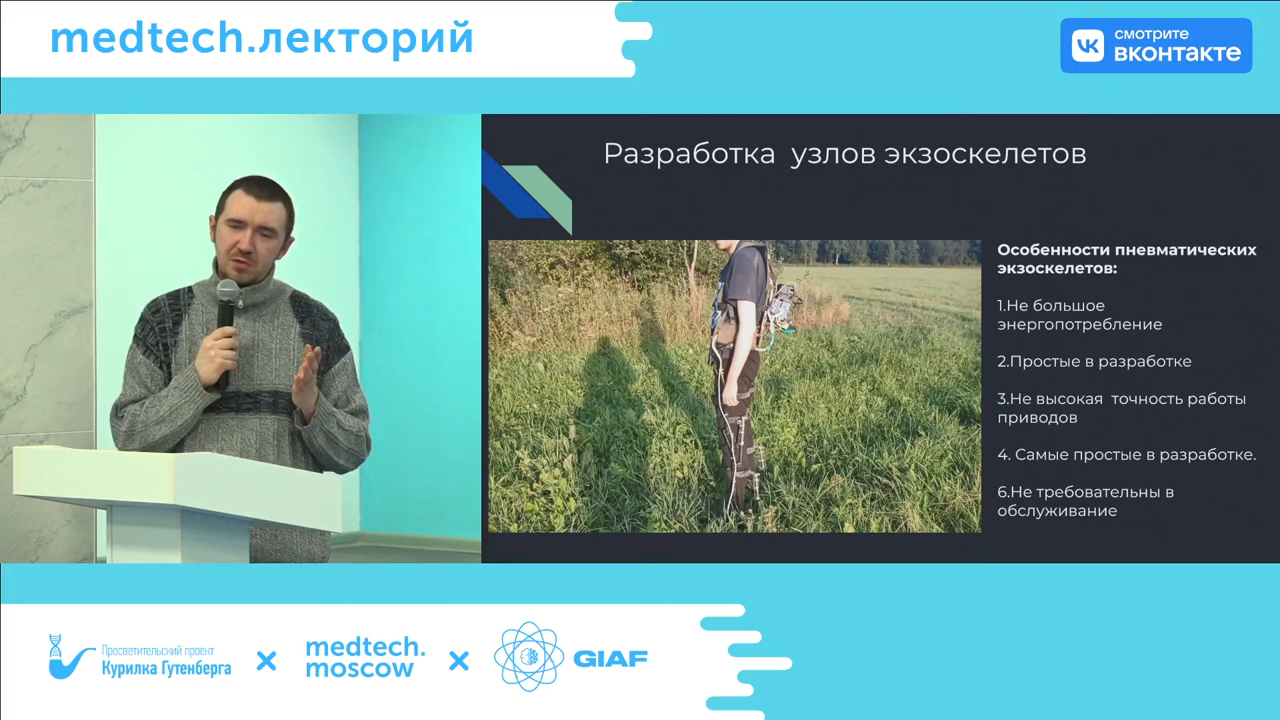 medtech.лекторий
смотрите
вконтакте
Разработка узлов экзоскелетов
Особенности пневматических
экзоскелетов:
1.Не большое
энергопотребление
2.Простые в разработке
3.Не высокая точность работы
приводов
4. Самые простые в разработке.
6.Не требовательны в
обслуживание
Просветительский проект
Курилка Гутенберга
medtech.
moscow
GIAF